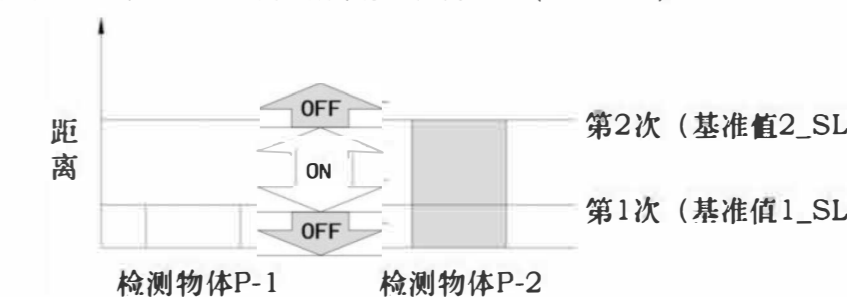 OFF
第2次（基准值2_SL
距离
ON
第1次（基准值1_SL
OFF
检测物体P-1
检测物体P-2